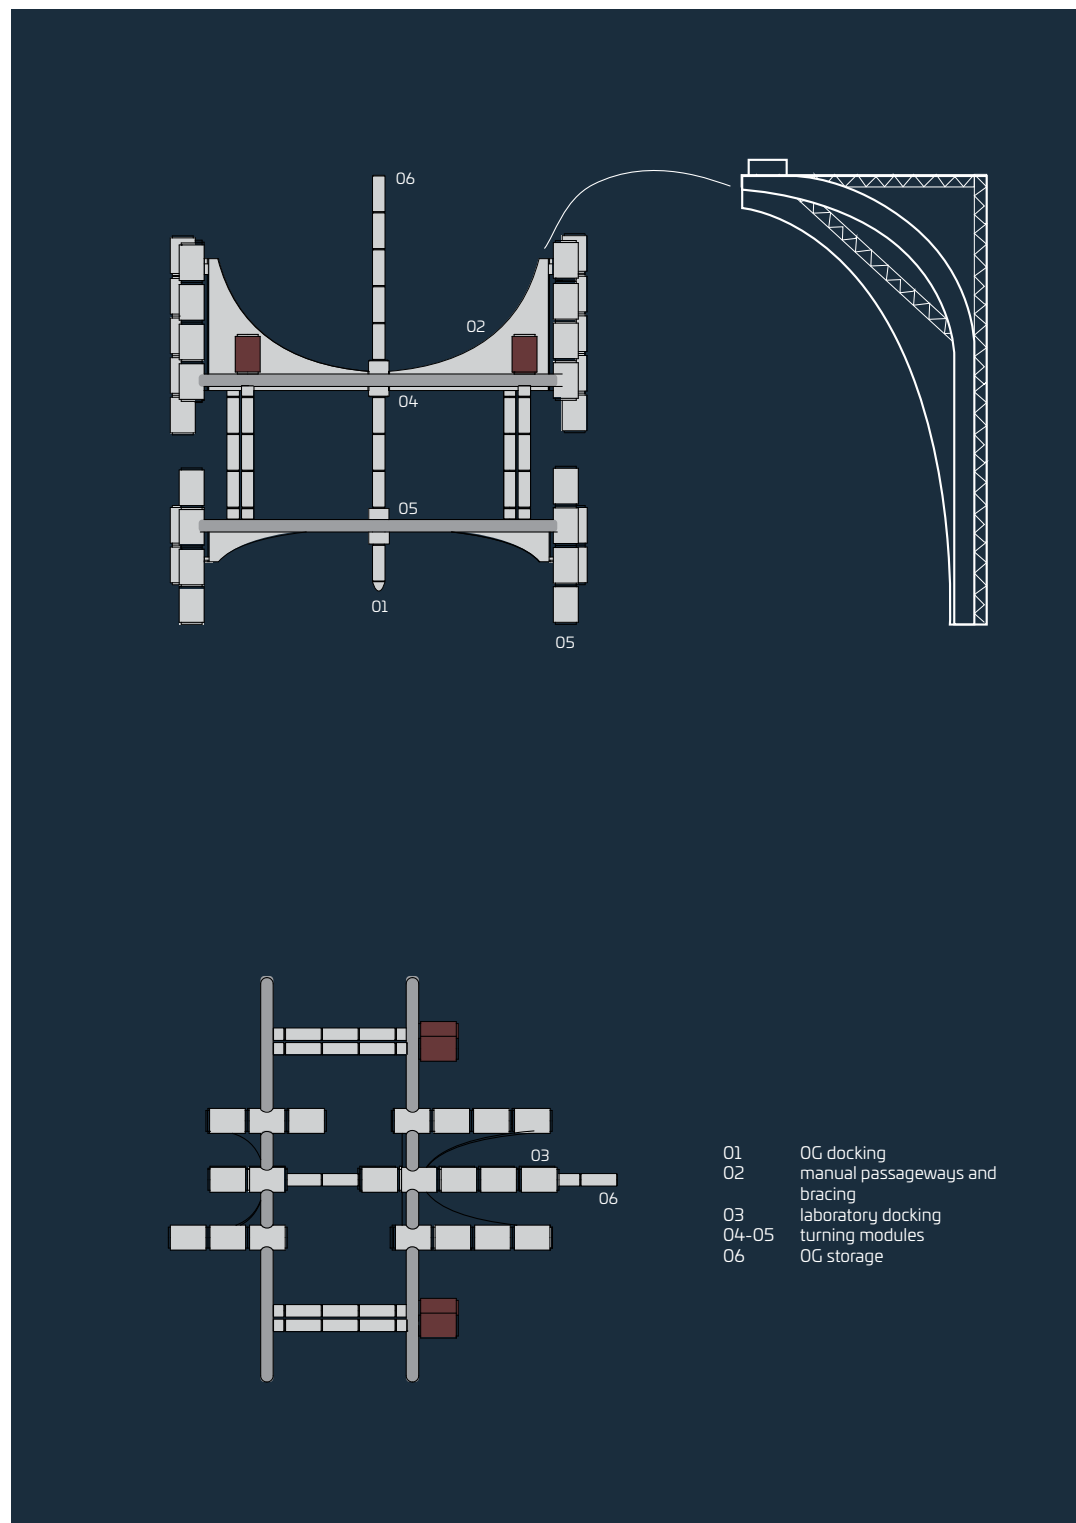 06
02
04
05
01
05
03
06
01 OG docking
02 manual passageways and
bracing
03 laboratory docking
04-05 turning modules
06 OG storage